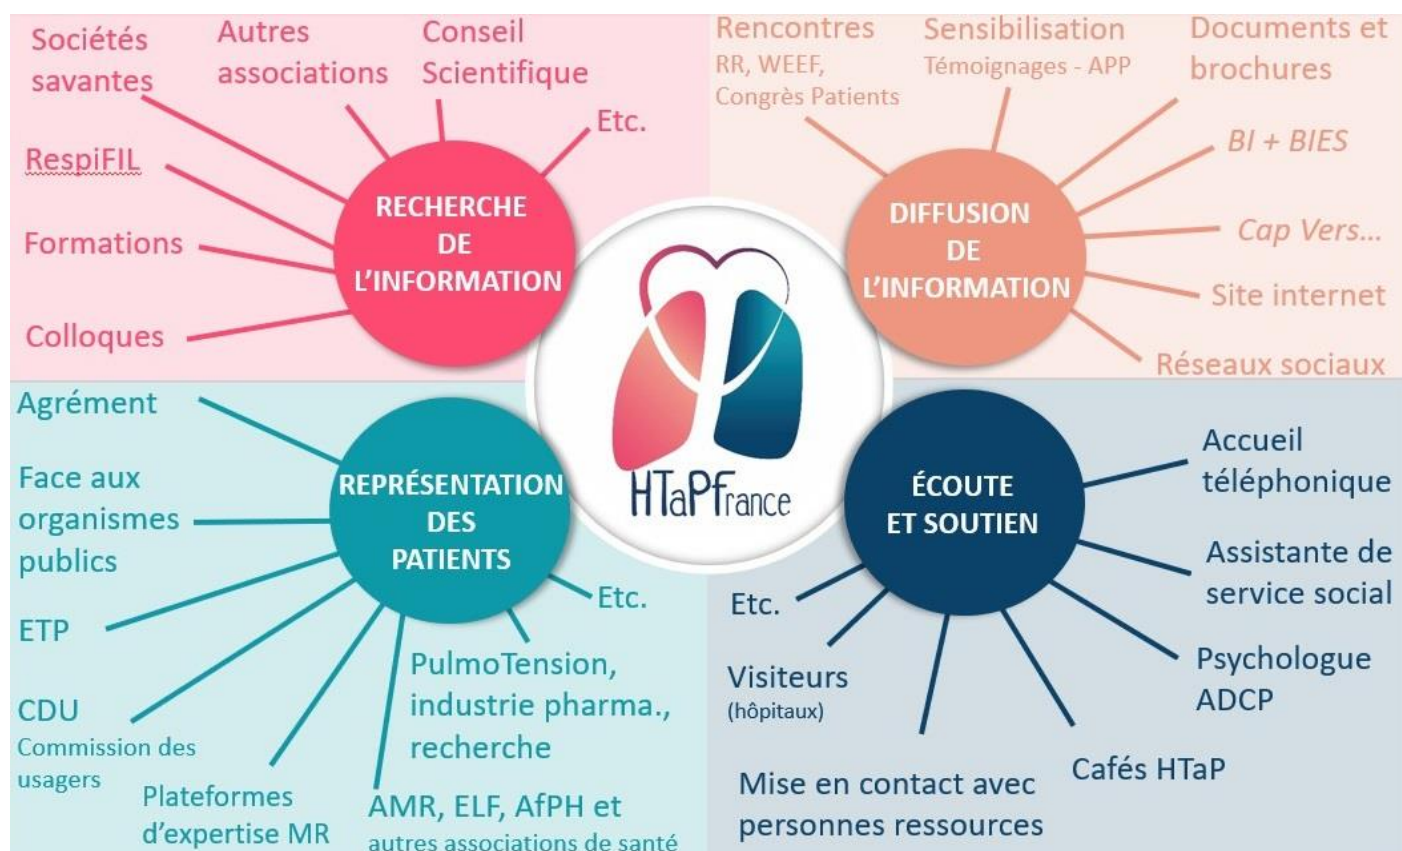 Sociétés
savantes
Autres
associations
Conseil
Scientifique
Etc.
RespiFIL
Formations
Colloques
RECHERCHE
DE
L'INFORMATION
Rencontres
RR, WEEF,
Congrès Patients
Sensibilisation
Témoignages - APP
Documents et
brochures
BI + BIES
Cap Vers...
Site internet
Réseaux sociaux
DIFFUSION
DE
L'INFORMATION
HTaPFrance
Agrément
Face aux
organismes
publics
ETP
CDU
Commission des
usagers
Plateformes
d'expertise MR
AMR, ELF, AfPH et
autres associations de santé
PulmoTension,
industrie pharma.,
recherche
Etc.
REPRÉSENTATION
DES
PATIENTS
ÉCOUTE
ET SOUTIEN
Accueil
téléphonique
Assistante de
service social
Psychologue
ADCP
Cafés HTaP
Mise en contact avec
personnes ressources
Visiteurs
(hôpitaux)
Etc.